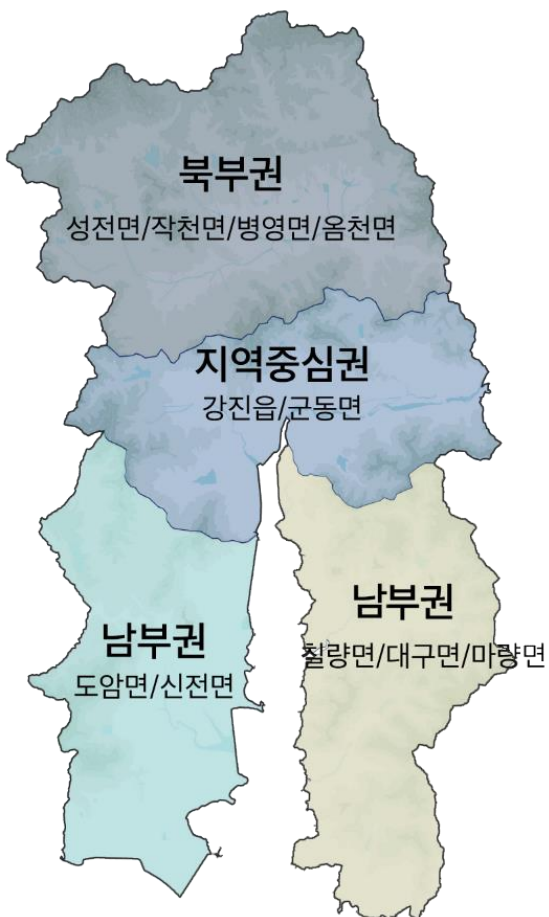 북부권
성전면/작천면/병영면/옴천면
지역중심권
강진읍/군동면
남부권
칠량면/대구면/마량면
남부권
도암면/신전면